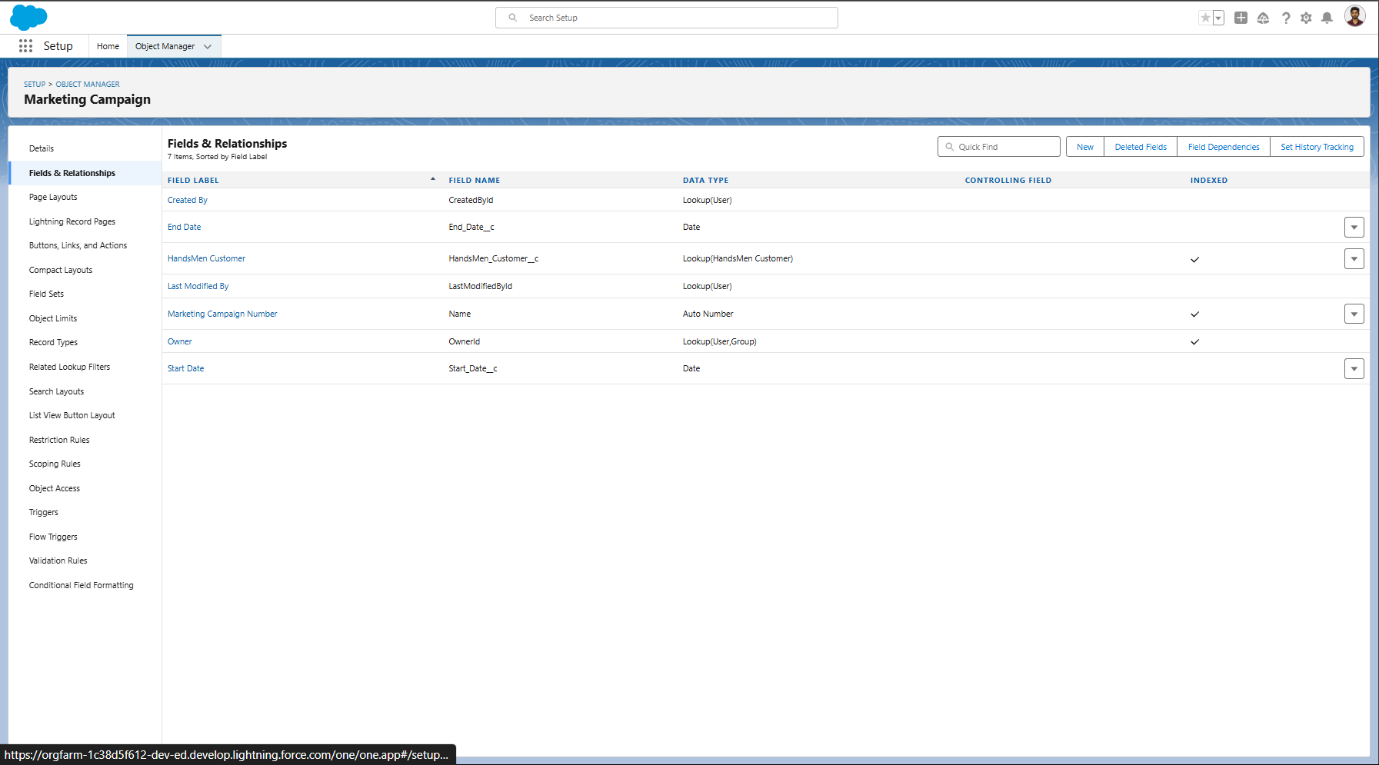 Search Setup
Setup
Home
Object Manager
SETUP > OBJECT MANAGER
Marketing Campaign
Details
Fields & Relationships
Page Layouts
Lightning Record Pages
Buttons, Links, and Actions
Compact Layouts
Field Sets
Object Limits
Record Types
Related Lookup Filters
Search Layouts
List View Button Layout
Restriction Rules
Scoping Rules
Object Access
Triggers
Flow Triggers
Validation Rules
Conditional Field Formatting
Fields & Relationships
7 Items, Sorted by Field Label
Quick Find
New
Deleted Fields
Field Dependencies
Set History Tracking
FIELD LABEL FIELD NAME DATA TYPE CONTROLLING FIELD INDEXED
Created By CreatedById Lookup(User)
End Date End_Date__c Date
HandsMen Customer HandsMen_Customer__c Lookup(HandsMen Customer)
Last Modified By LastModifiedById Lookup(User)
Marketing Campaign Number Name Auto Number
Owner OwnerId Lookup(User,Group)
Start Date Start_Date__c Date
https://orgfarm-1c38d5f612-dev-ed.develop.lightning.force.com/one/one.app#/setup...